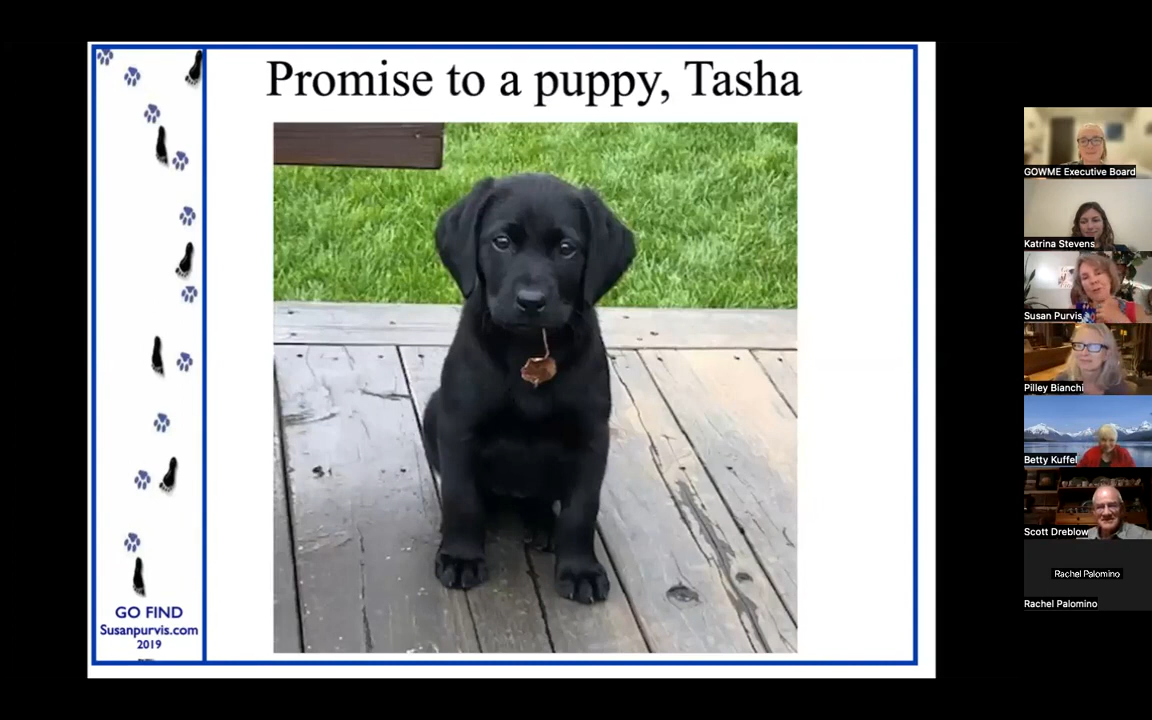 Promise to a puppy, Tasha
GO FIND
Susanpurvis.com
2019
GOWME Executive Board
Katrina Stevens
Susan Purvis
Pilley Bianchi
Betty Kuffel
Scott Dreblow
Rachel Palomino
Rachel Palomino